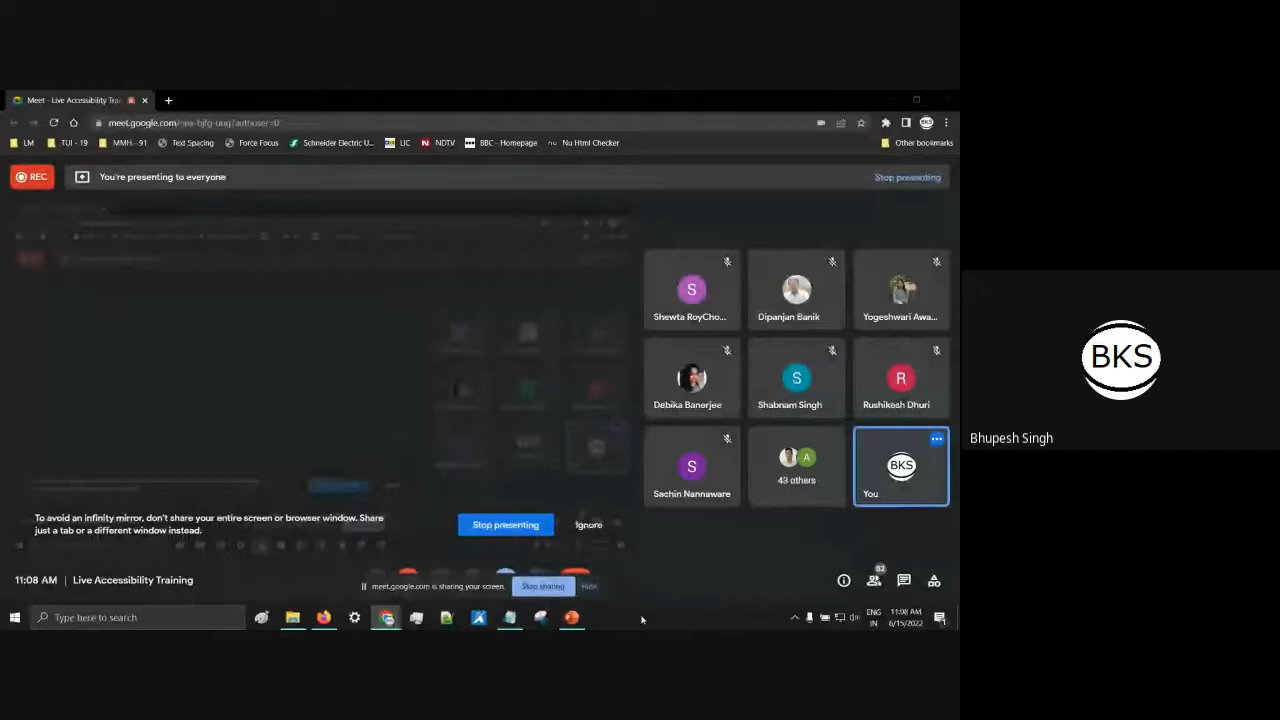 Meet - Live Accessibility Trai
LM
TUI - 19
MMH - 91
Text Spacing
Force Focus
Schneider Electric U...
LIC
NDTV
BBC - Homepage
Nu Html Checker
Other bookmarks
REC
You're presenting to everyone
Stop presenting
S
Shewta RoyCho...
Dipanjan Banik
Yogeshwari Awa...
Debika Banerjee
S
Shabnam Singh
R
Rushikesh Dhuri
S
Sachin Nannaware
A
43 others
BKS
You
BKS
Bhupesh Singh
To avoid an infinity mirror, don't share your entire screen or browser window. Share
just a tab or a different window instead.
Stop presenting
Ignore
11:08 AM | Live Accessibility Training
meet.google.com is sharing your screen.
Stop sharing
Hide
52
Type here to search
ENG
IN
11:08 AM
6/15/2022